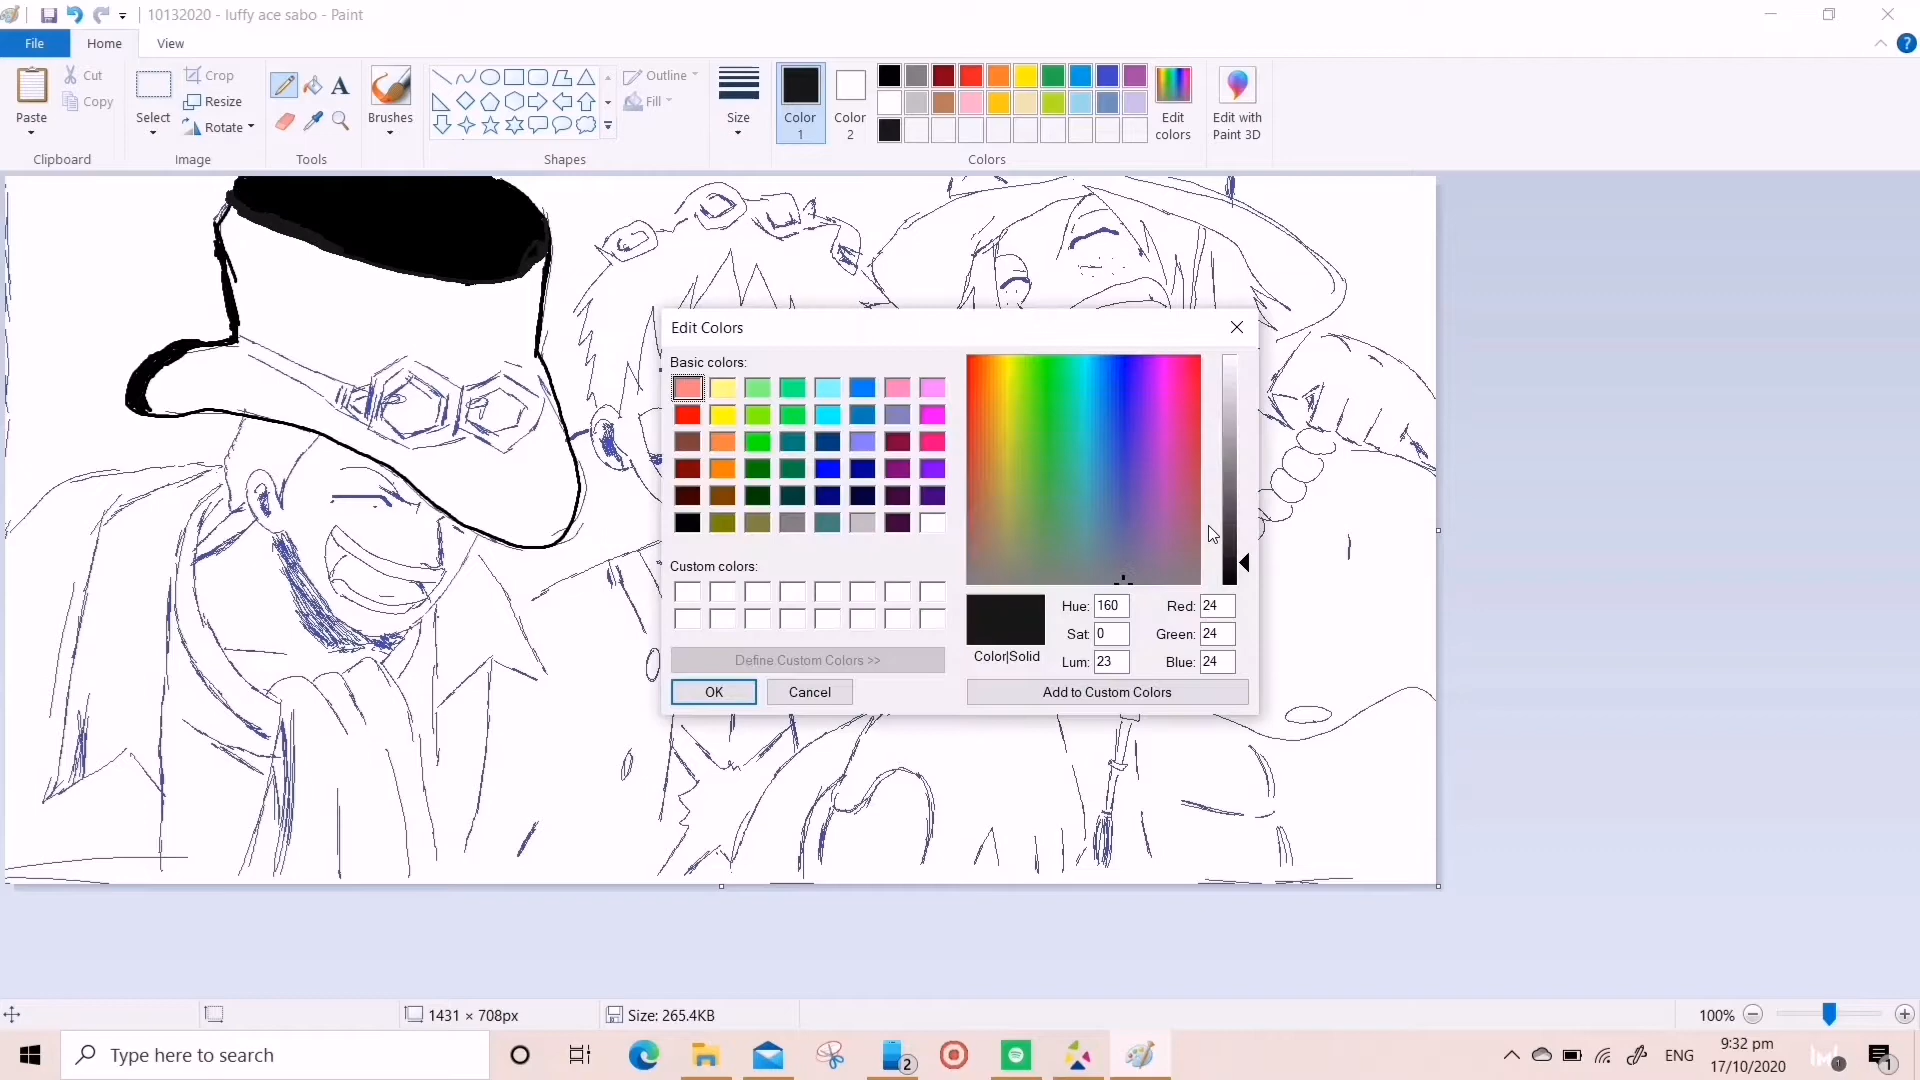 10132020 - luffy ace sabo - Paint
File Home View
Paste
Cut
Copy
Clipboard
Select
Crop
Resize
Rotate
Image
Tools
Brushes
Outline
Fill
Shapes
Size
Color 1
Color 2
Edit colors
Colors
Edit with Paint 3D
Edit Colors
Basic colors:
Custom colors:
Define Custom Colors >>
OK Cancel
Color|Solid
Hue: 160 Red: 24
Sat: 0 Green: 24
Lum: 23 Blue: 24
Add to Custom Colors
1431 × 708px Size: 265.4KB 100%
Type here to search
2
ENG
9:32 pm
17/10/2020
1
1